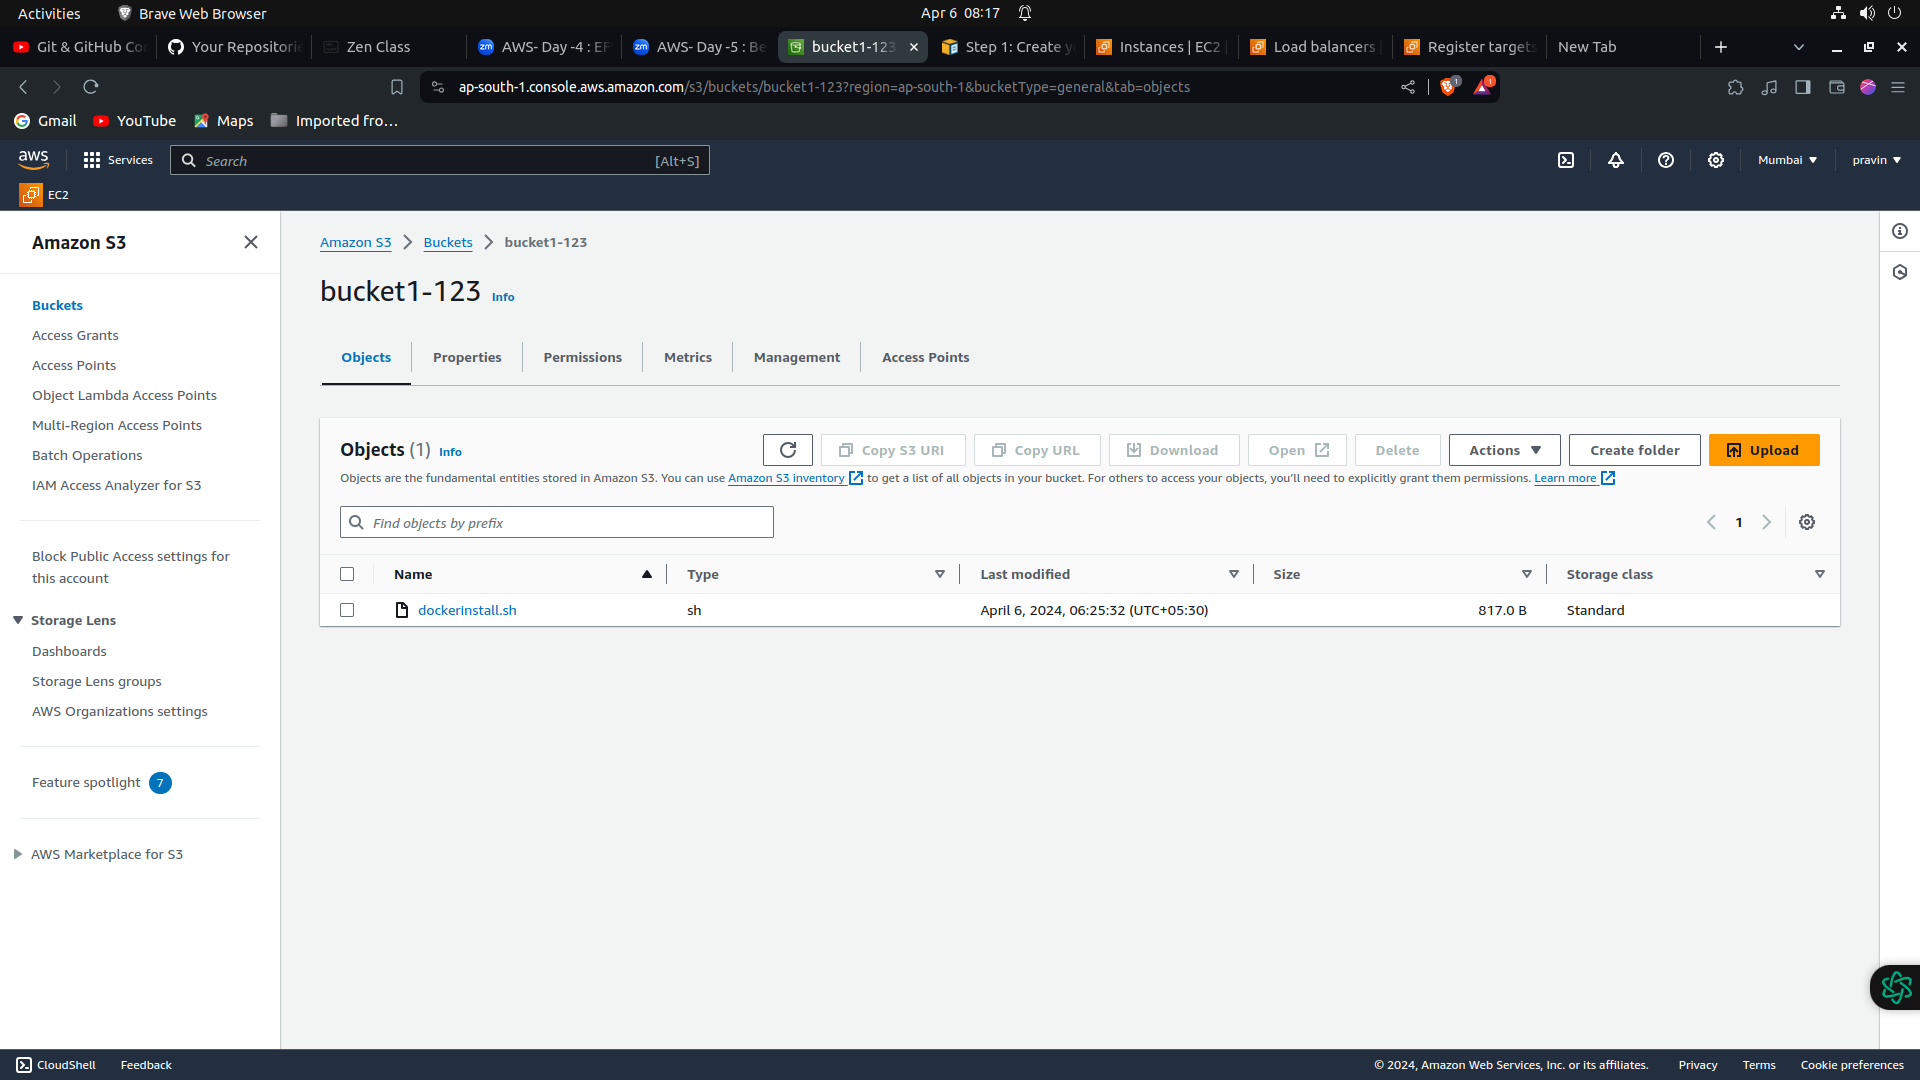 Activities Brave Web Browser Apr 6 08:17
Git & GitHub Co Your Repositorie Zen Class AWS- Day -4 : EF AWS- Day -5 : Be bucket1-123 Step 1: Create y Instances | EC2 Load balancers Register targets New Tab
ap-south-1.console.aws.amazon.com/s3/buckets/bucket1-123?region=ap-south-1&bucketType=general&tab=objects 1 1
Gmail YouTube Maps Imported fro…
aws Services Search [Alt+S] Mumbai pravin
EC2
Amazon S3
Buckets
Access Grants
Access Points
Object Lambda Access Points
Multi-Region Access Points
Batch Operations
IAM Access Analyzer for S3
Block Public Access settings for
this account
Storage Lens
Dashboards
Storage Lens groups
AWS Organizations settings
Feature spotlight 7
AWS Marketplace for S3
Amazon S3 Buckets bucket1-123
bucket1-123 Info
Objects Properties Permissions Metrics Management Access Points
Objects (1) Info Copy S3 URI Copy URL Download Open Delete Actions Create folder Upload
Objects are the fundamental entities stored in Amazon S3. You can use Amazon S3 inventory to get a list of all objects in your bucket. For others to access your objects, you'll need to explicitly grant them permissions. Learn more
Find objects by prefix 1
Name Type Last modified Size Storage class
dockerinstall.sh sh April 6, 2024, 06:25:32 (UTC+05:30) 817.0 B Standard
CloudShell Feedback © 2024, Amazon Web Services, Inc. or its affiliates. Privacy Terms Cookie preferences